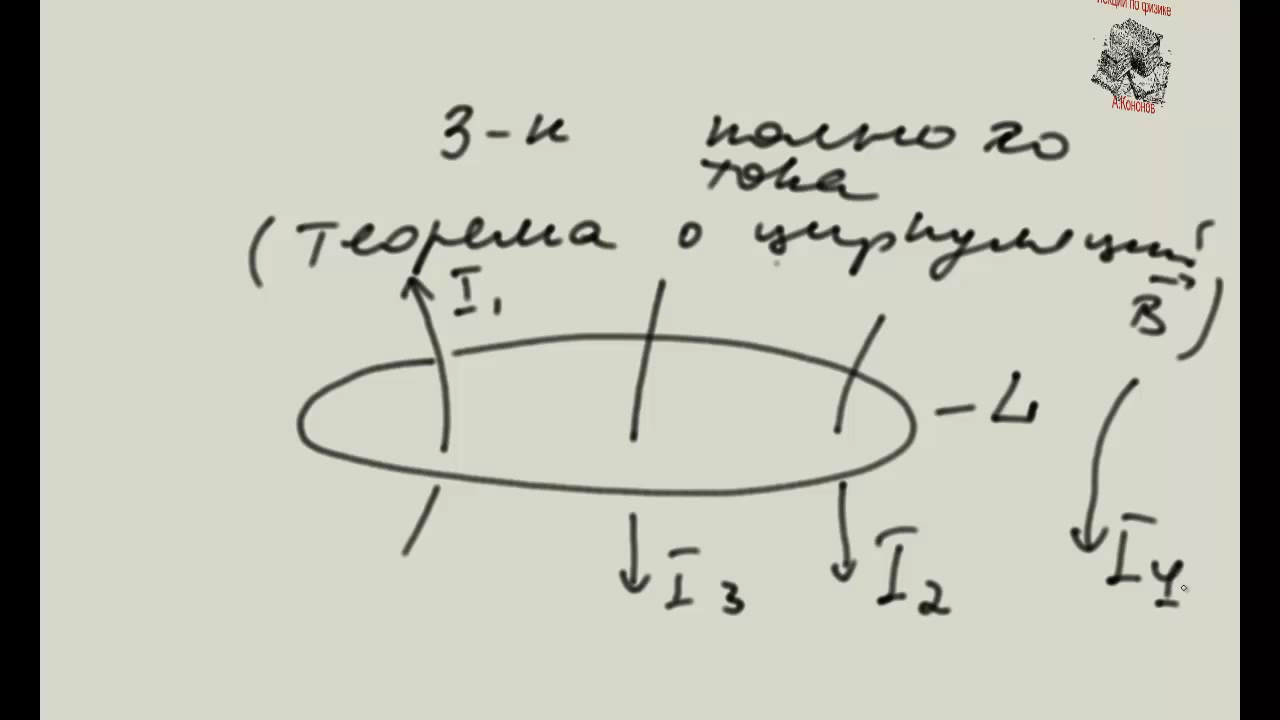 лекции по физике
А.Кононов
З-н полного
тока
(Теорема о циркуляции
B)
I1
- L
I3
I2
I4